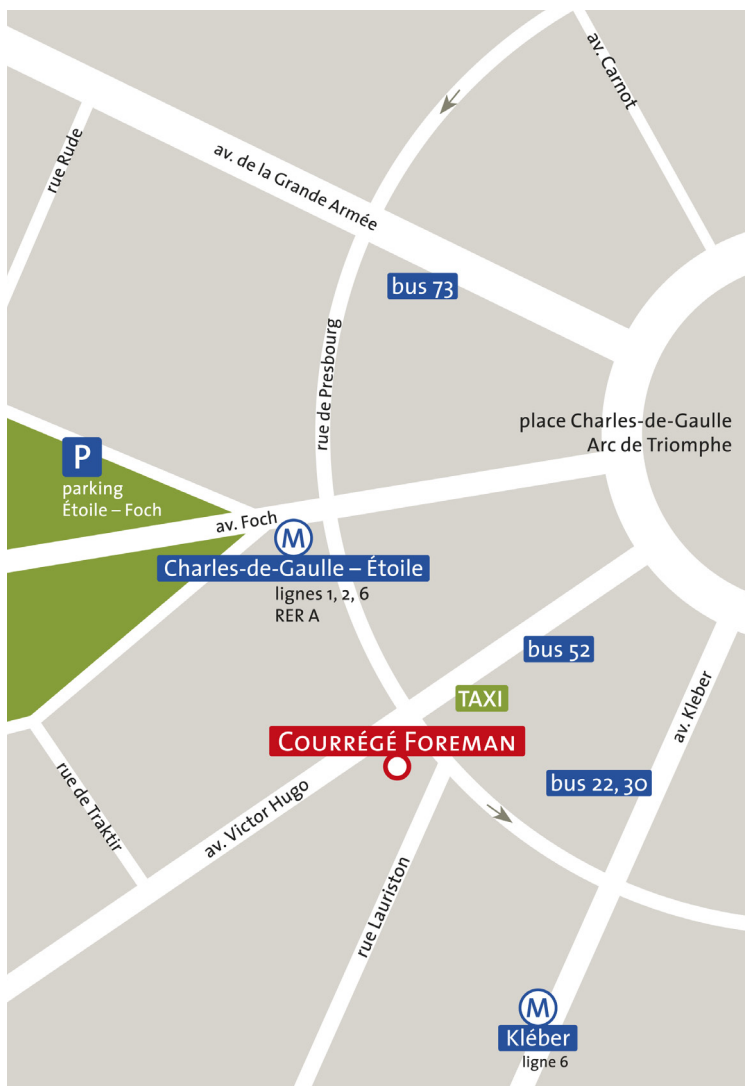 av. Carnot
rue Rude
av. de la Grande Armée
bus 73
rue de Presbourg
place Charles-de-Gaulle
Arc de Triomphe
P
parking
Étoile – Foch
av. Foch
M
Charles-de-Gaulle – Étoile
lignes 1, 2, 6
RER A
bus 52
TAXI
av. Kleber
COURRÉGÉ FOREMAN
rue de Traktir
av. Victor Hugo
bus 22, 30
rue Lauriston
M
Kléber
ligne 6